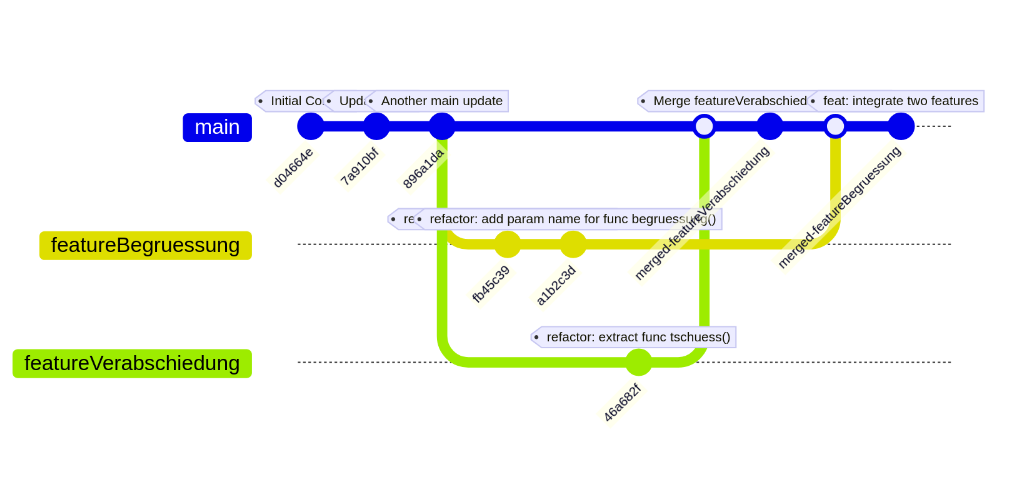 Initial Co
Upda
Another main update
Merge featureVerabschied
feat: integrate two features
main
d04664e
7a910bf
896a1da
merged-featureVerabschiedung
merged-featureBegruessung
re
refactor: add param name for func begruessung()
featureBegruessung
fb45c39
a1b2c3d
refactor: extract func tschuess()
featureVerabschiedung
46a682f